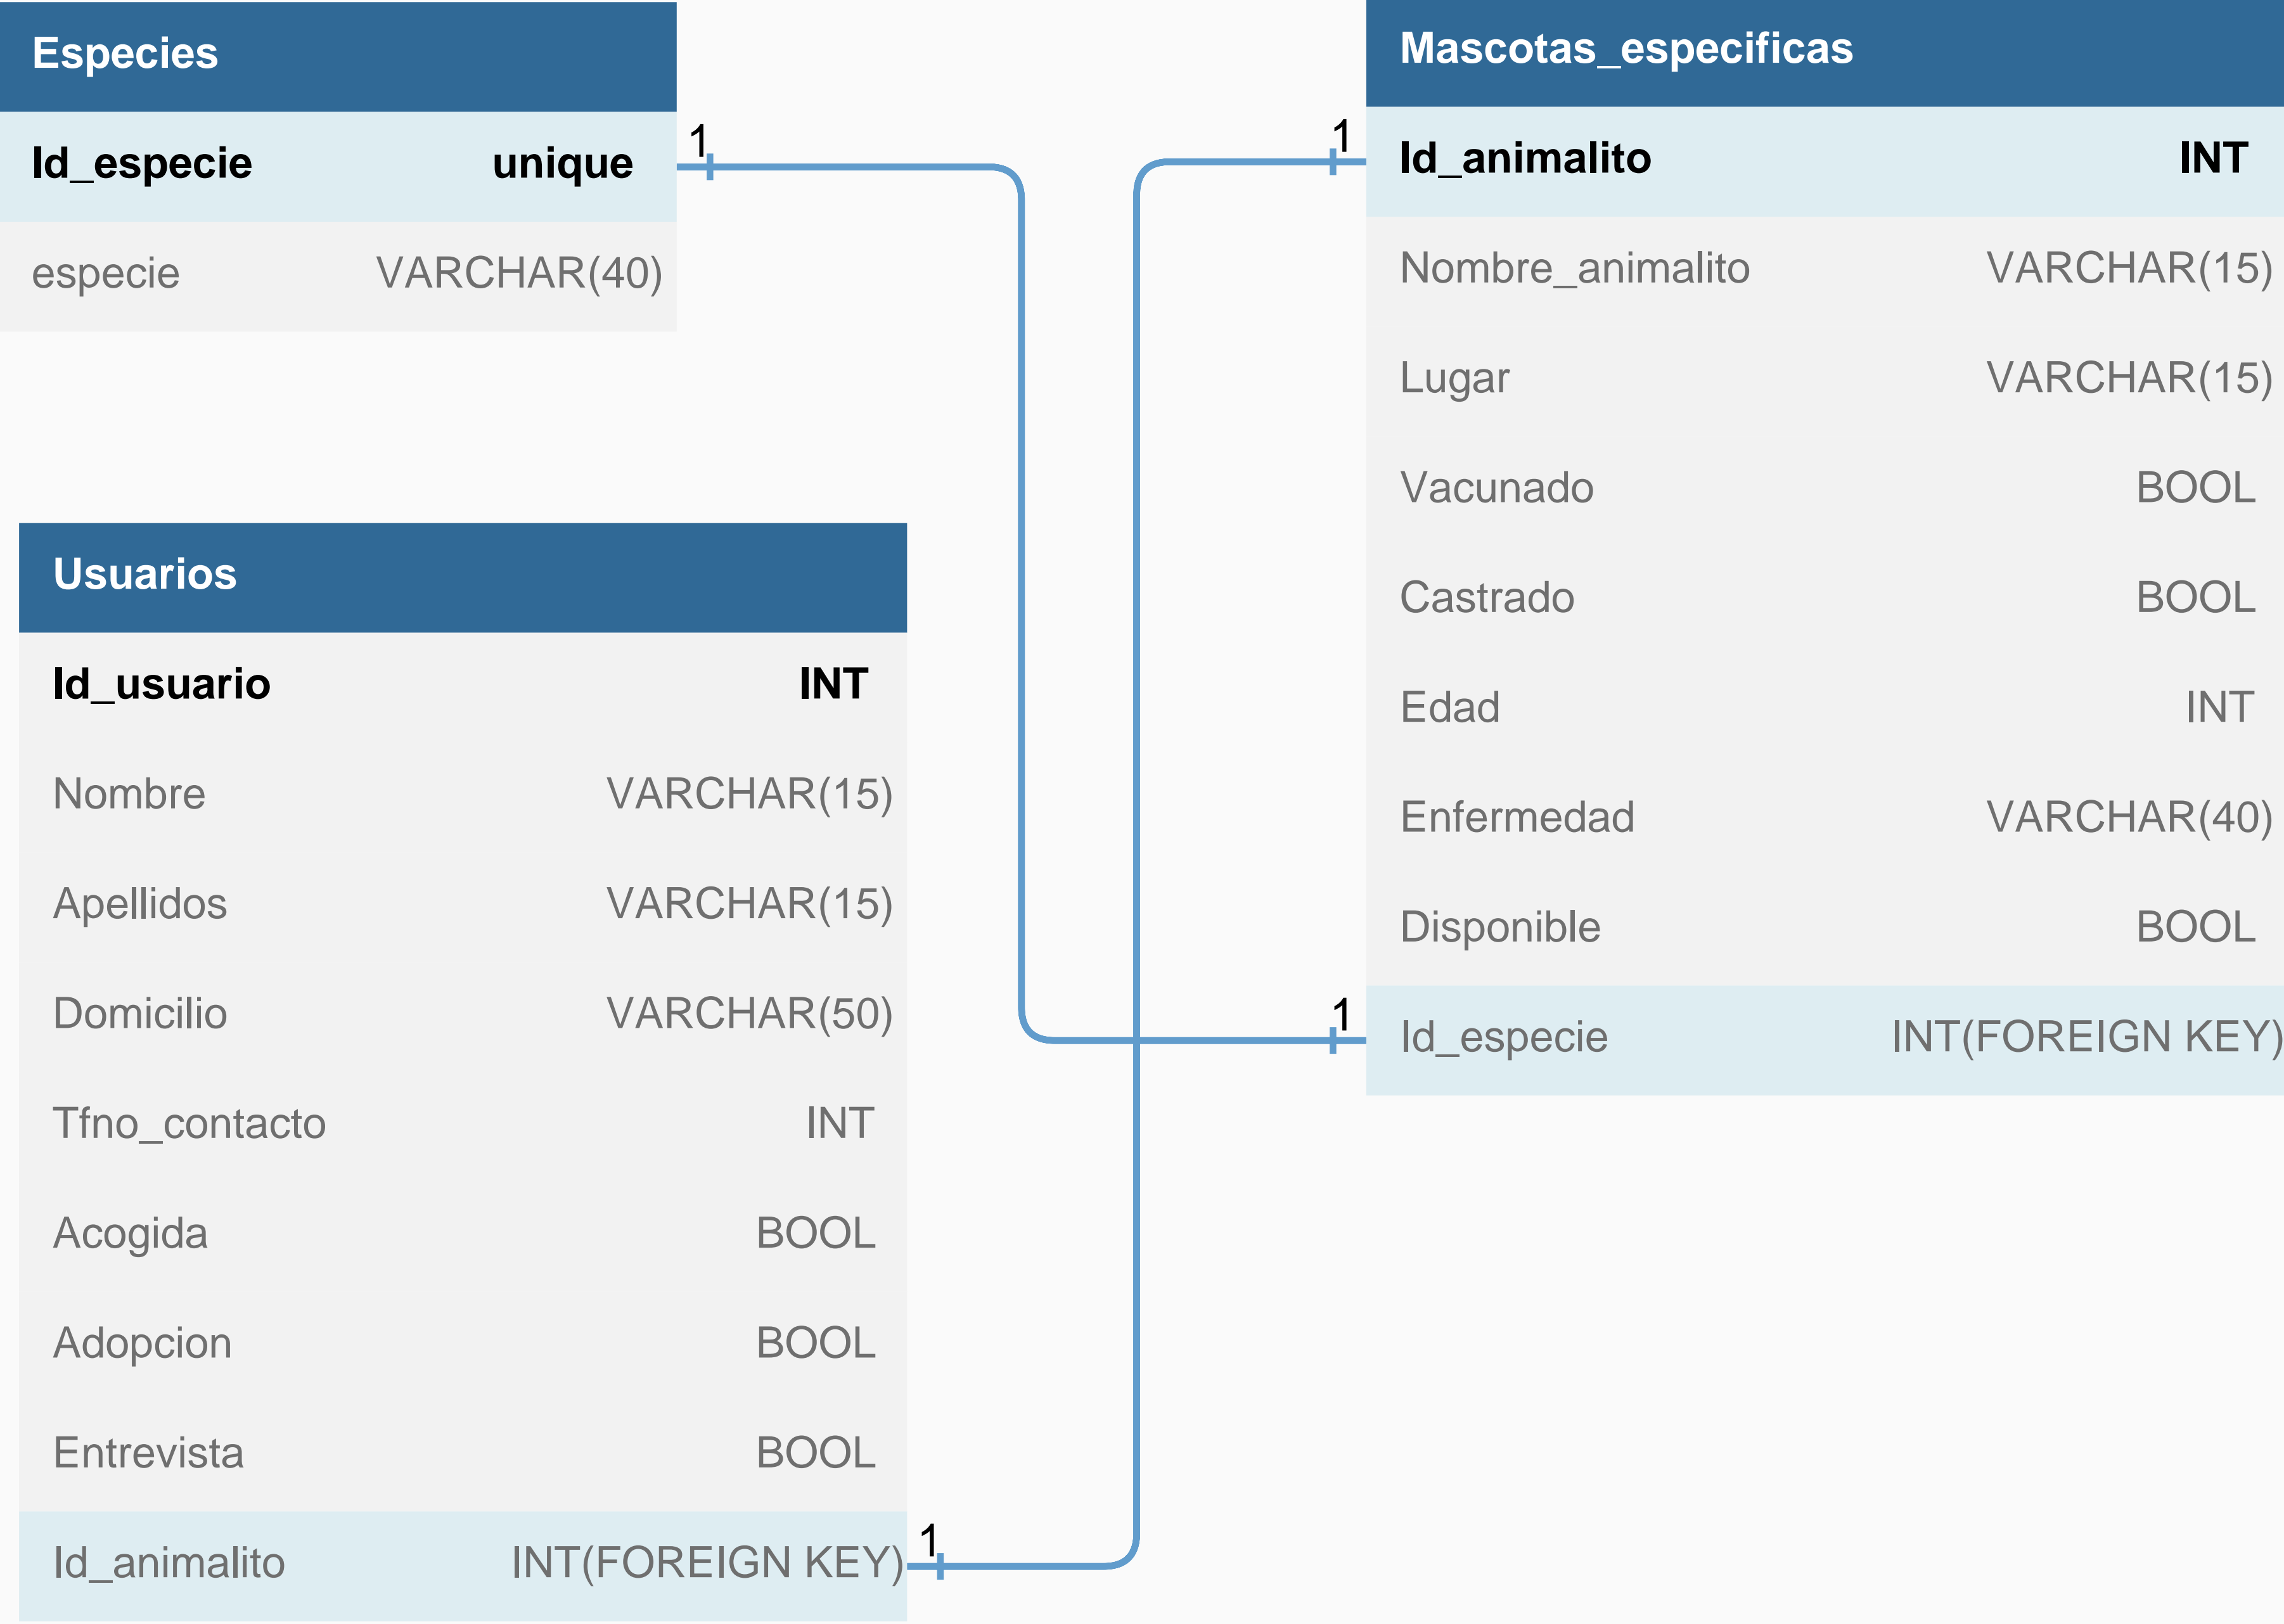 Especies
Id_especie unique
especie VARCHAR(40)
1
Usuarios
Id_usuario INT
Nombre VARCHAR(15)
Apellidos VARCHAR(15)
Domicilio VARCHAR(50)
Tfno_contacto INT
Acogida BOOL
Adopcion BOOL
Entrevista BOOL
Id_animalito INT(FOREIGN KEY)
1
Mascotas_especificas
1
Id_animalito INT
Nombre_animalito VARCHAR(15)
Lugar VARCHAR(15)
Vacunado BOOL
Castrado BOOL
Edad INT
Enfermedad VARCHAR(40)
Disponible BOOL
1
Id_especie INT(FOREIGN KEY)